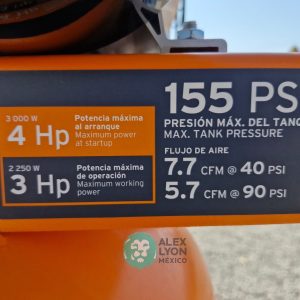 3 000 W
4 Hp
Potencia máxima
al arranque
Maximum power
at startup
2 250 W
3 Hp
Potencia máxima
de operación
Maximum working
power
155 PS
PRESIÓN MÁX. DEL TANQ
MAX. TANK PRESSURE
FLUJO DE AIRE
7.7 CFM @ 40 PSI
5.7 CFM @ 90 PSI
ALEX
LYON
MÉXICO